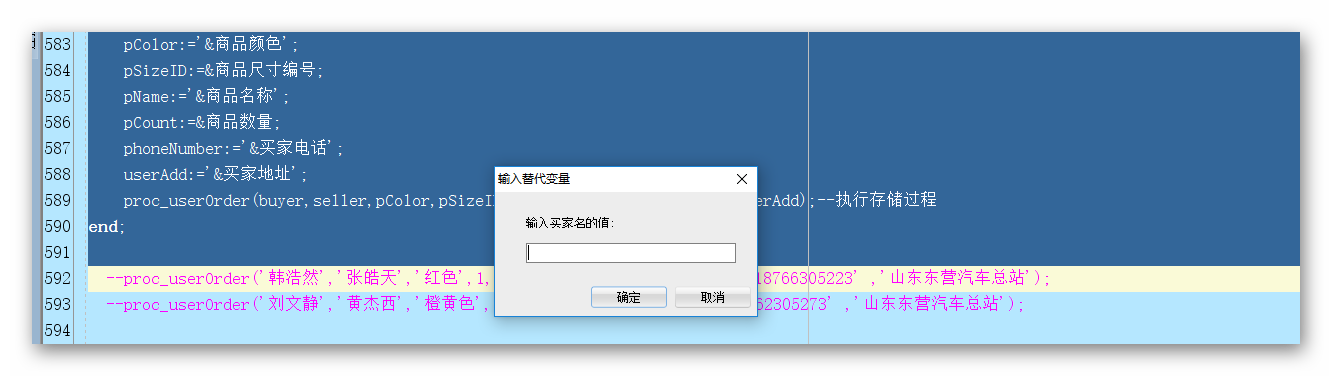 583 pColor:='&商品颜色';
584 pSizeID:=&商品尺寸编号;
585 pName:='&商品名称';
586 pCount:=&商品数量;
587 phoneNumber:='&买家电话';
588 userAdd:='&买家地址';
589 proc_userOrder(buyer,seller,pColor,pSizeI erAdd);--执行存储过程
590 end;
591
592 --proc_userOrder('韩浩然','张皓天','红色',1, 18766305223' ,'山东东营汽车总站');
593 --proc_userOrder('刘文静','黄杰西','橙黄色', 62305273' ,'山东东营汽车总站');
594
输入替代变量
输入买家名的值:
确定 取消